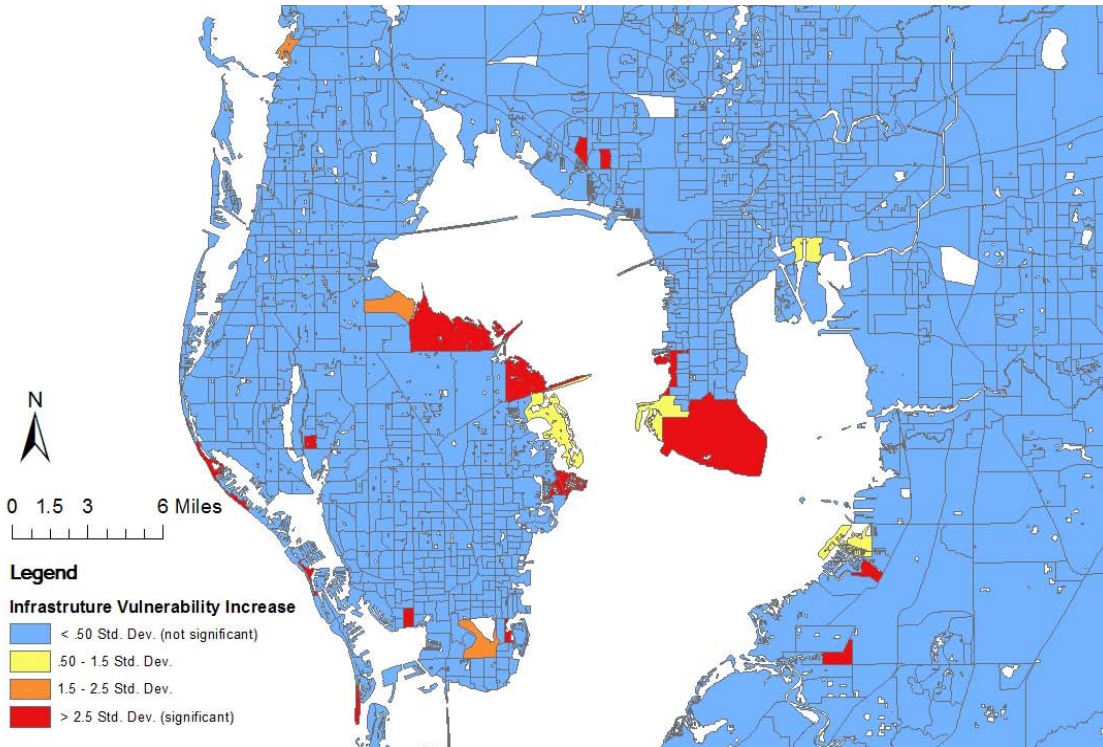 N
0 1.5 3 6 Miles
Legend
Infrastruture Vulnerability Increase
< .50 Std. Dev. (not significant)
.50 - 1.5 Std. Dev.
1.5 - 2.5 Std. Dev.
> 2.5 Std. Dev. (significant)